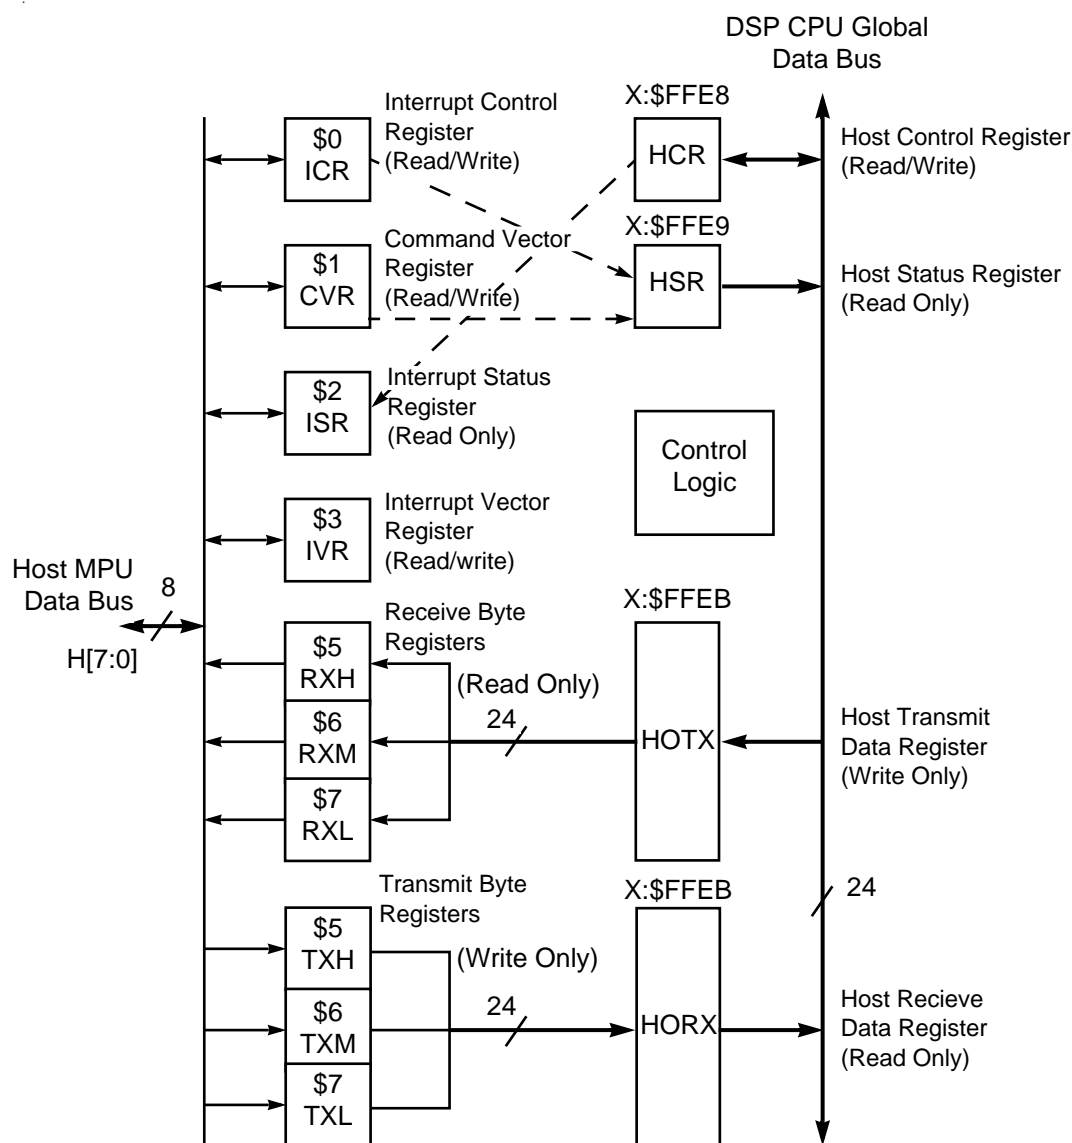 DSP CPU Global
Data Bus
X:$FFE8
Interrupt Control
Register
(Read/Write)
$0
ICR
HCR
Host Control Register
(Read/Write)
X:$FFE9
Command Vector
Register
(Read/Write)
$1
CVR
HSR
Host Status Register
(Read Only)
$2
ISR
Interrupt Status
Register
(Read Only)
Control
Logic
$3
IVR
Interrupt Vector
Register
(Read/write)
Host MPU
Data Bus
8
H[7:0]
X:$FFEB
Receive Byte
Registers
$5
RXH
(Read Only)
24
$6
RXM
HOTX
Host Transmit
Data Register
(Write Only)
$7
RXL
24
X:$FFEB
Transmit Byte
Registers
$5
TXH
(Write Only)
24
$6
TXM
HORX
Host Recieve
Data Register
(Read Only)
$7
TXL